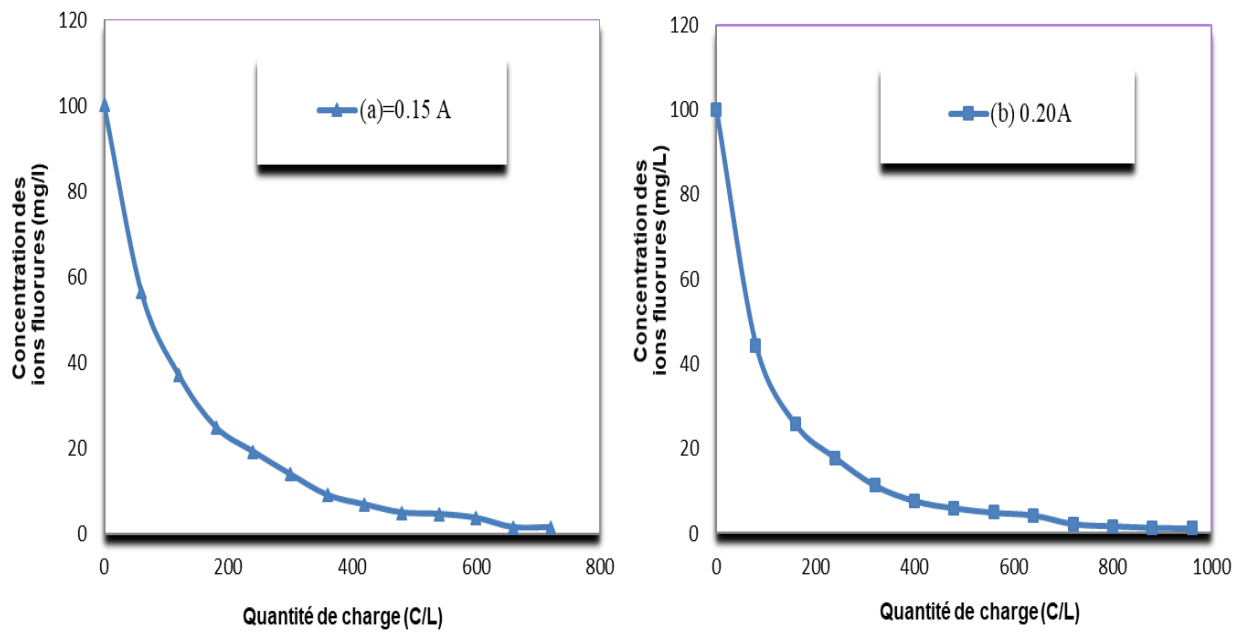 120
100
80
60
40
20
0
0 200 400 600 800
Concentration des
ions fluorures (mg/l)
Quantité de charge (C/L)
(a)=0.15 A
120
100
80
60
40
20
0
0 200 400 600 800 1000
Concentration des
ions fluorures (mg/L)
Quantité de charge (C/L)
(b) 0.20A